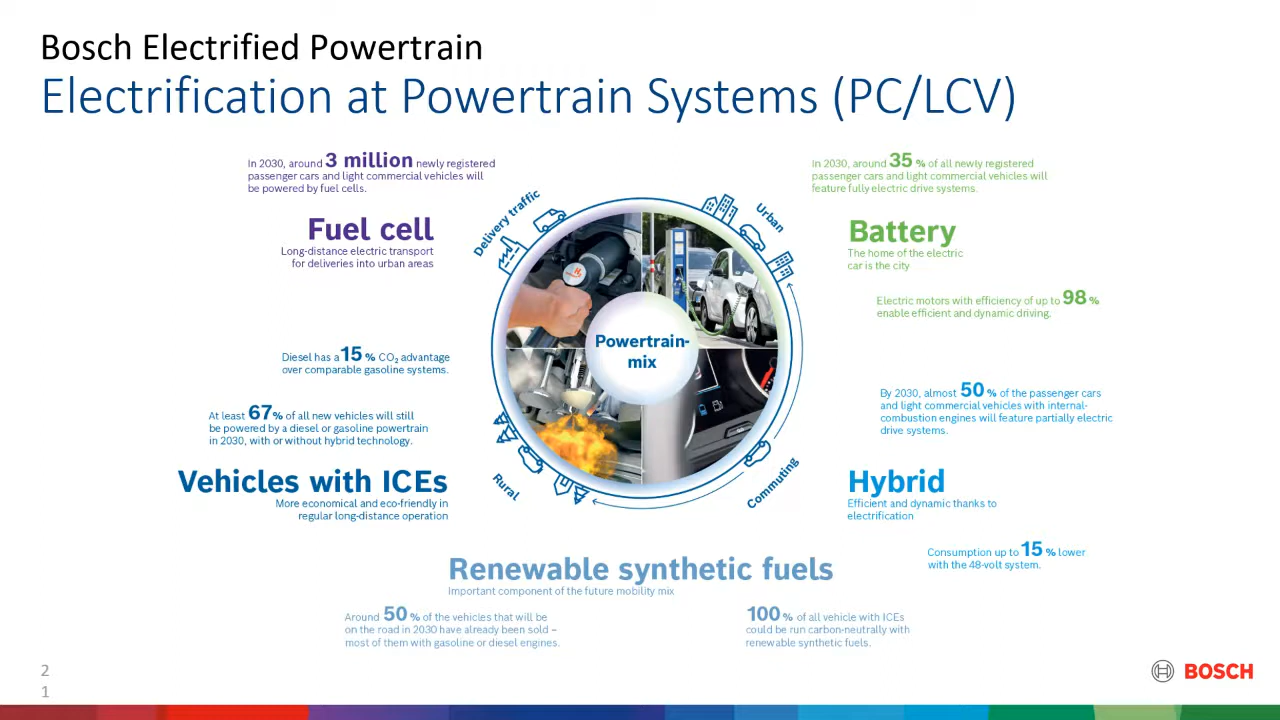 Bosch Electrified Powertrain
Electrification at Powertrain Systems (PC/LCV)
In 2030, around 3 million newly registered
passenger cars and light commercial vehicles will
be powered by fuel cells.
Fuel cell
Long-distance electric transport
for deliveries into urban areas
Diesel has a 15 % CO₂ advantage
over comparable gasoline systems.
At least 67% of all new vehicles will still
be powered by a diesel or gasoline powertrain
in 2030, with or without hybrid technology.
Vehicles with ICEs
More economical and eco-friendly in
regular long-distance operation
Delivery traffic
Urban
Powertrain-
mix
Rural
Commuting
In 2030, around 35 % of all newly registered
passenger cars and light commercial vehicles will
feature fully electric drive systems.
Battery
The home of the electric
car is the city
Electric motors with efficiency of up to 98 %
enable efficient and dynamic driving.
By 2030, almost 50 % of the passenger cars
and light commercial vehicles with internal-
combustion engines will feature partially electric
drive systems.
Hybrid
Efficient and dynamic thanks to
electrification
Consumption up to 15 % lower
with the 48-volt system.
Renewable synthetic fuels
Important component of the future mobility mix
Around 50 % of the vehicles that will be
on the road in 2030 have already been sold –
most of them with gasoline or diesel engines.
100 % of all vehicle with ICEs
could be run carbon-neutrally with
renewable synthetic fuels.
2
1
BOSCH